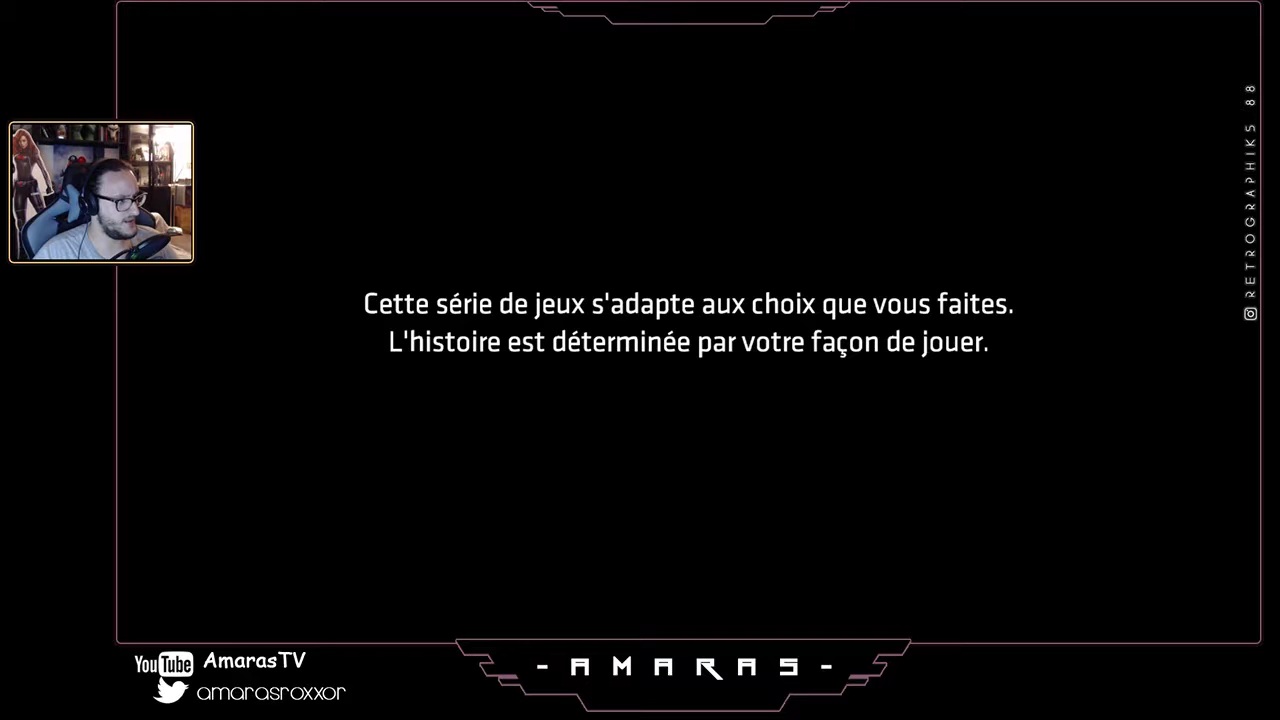 RETROGRAPHIKS 88
Cette série de jeux s'adapte aux choix que vous faites.
L'histoire est déterminée par votre façon de jouer.
YouTube AmarasTV
amarasroxxor
- AMARAS -